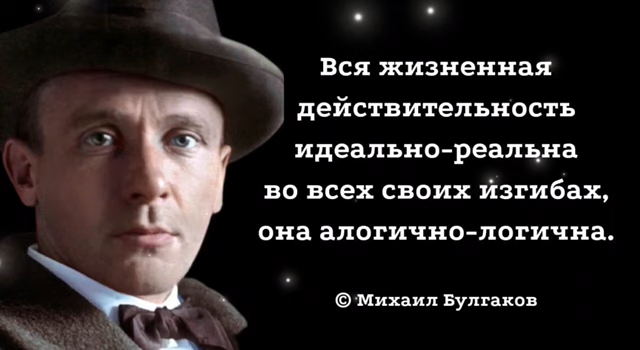 Вся жизненная
действительность
идеально-реальна
во всех своих изгибах,
она алогично-логична.
© Михаил Булгаков